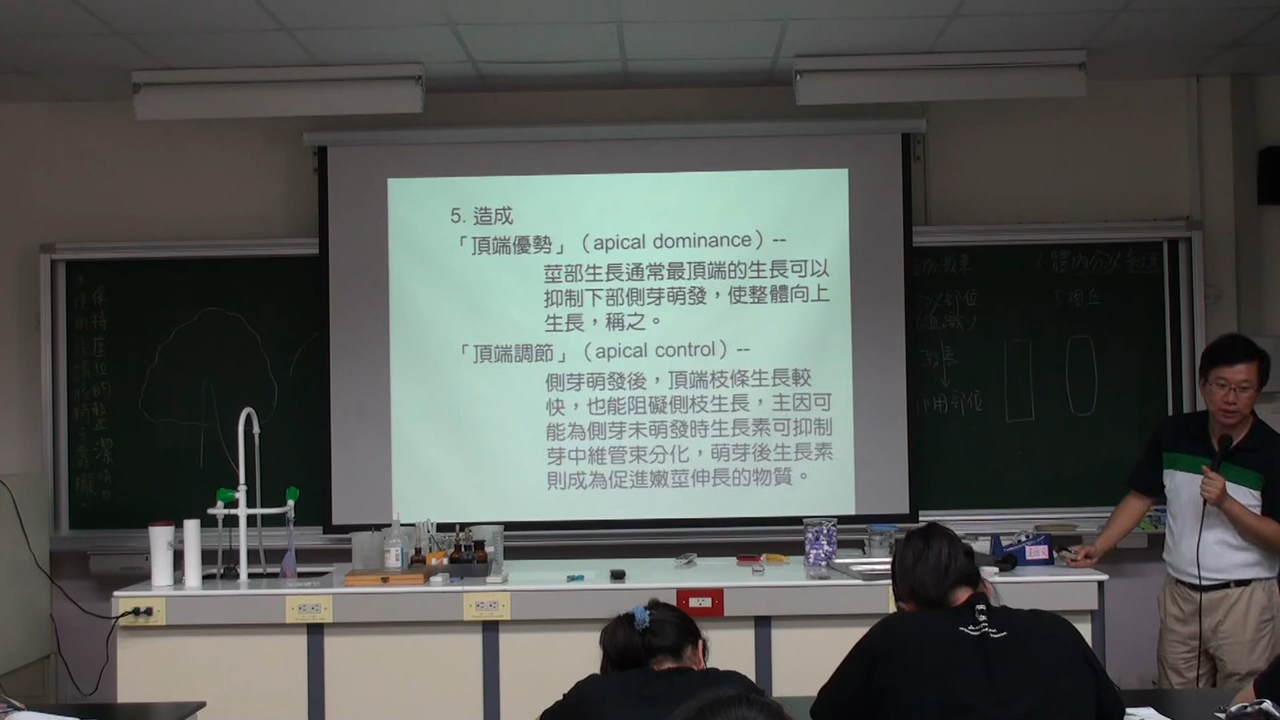 5. 造成
「頂端優勢」（apical dominance）--
莖部生長通常最頂端的生長可以
抑制下部側芽萌發，使整體向上
生長，稱之。
「頂端調節」（apical control）--
側芽萌發後，頂端枝條生長較
快，也能阻礙側枝生長，主因可
能為側芽未萌發時生長素可抑制
芽中維管束分化，萌芽後生長素
則成為促進嫩莖伸長的物質。
作用部位